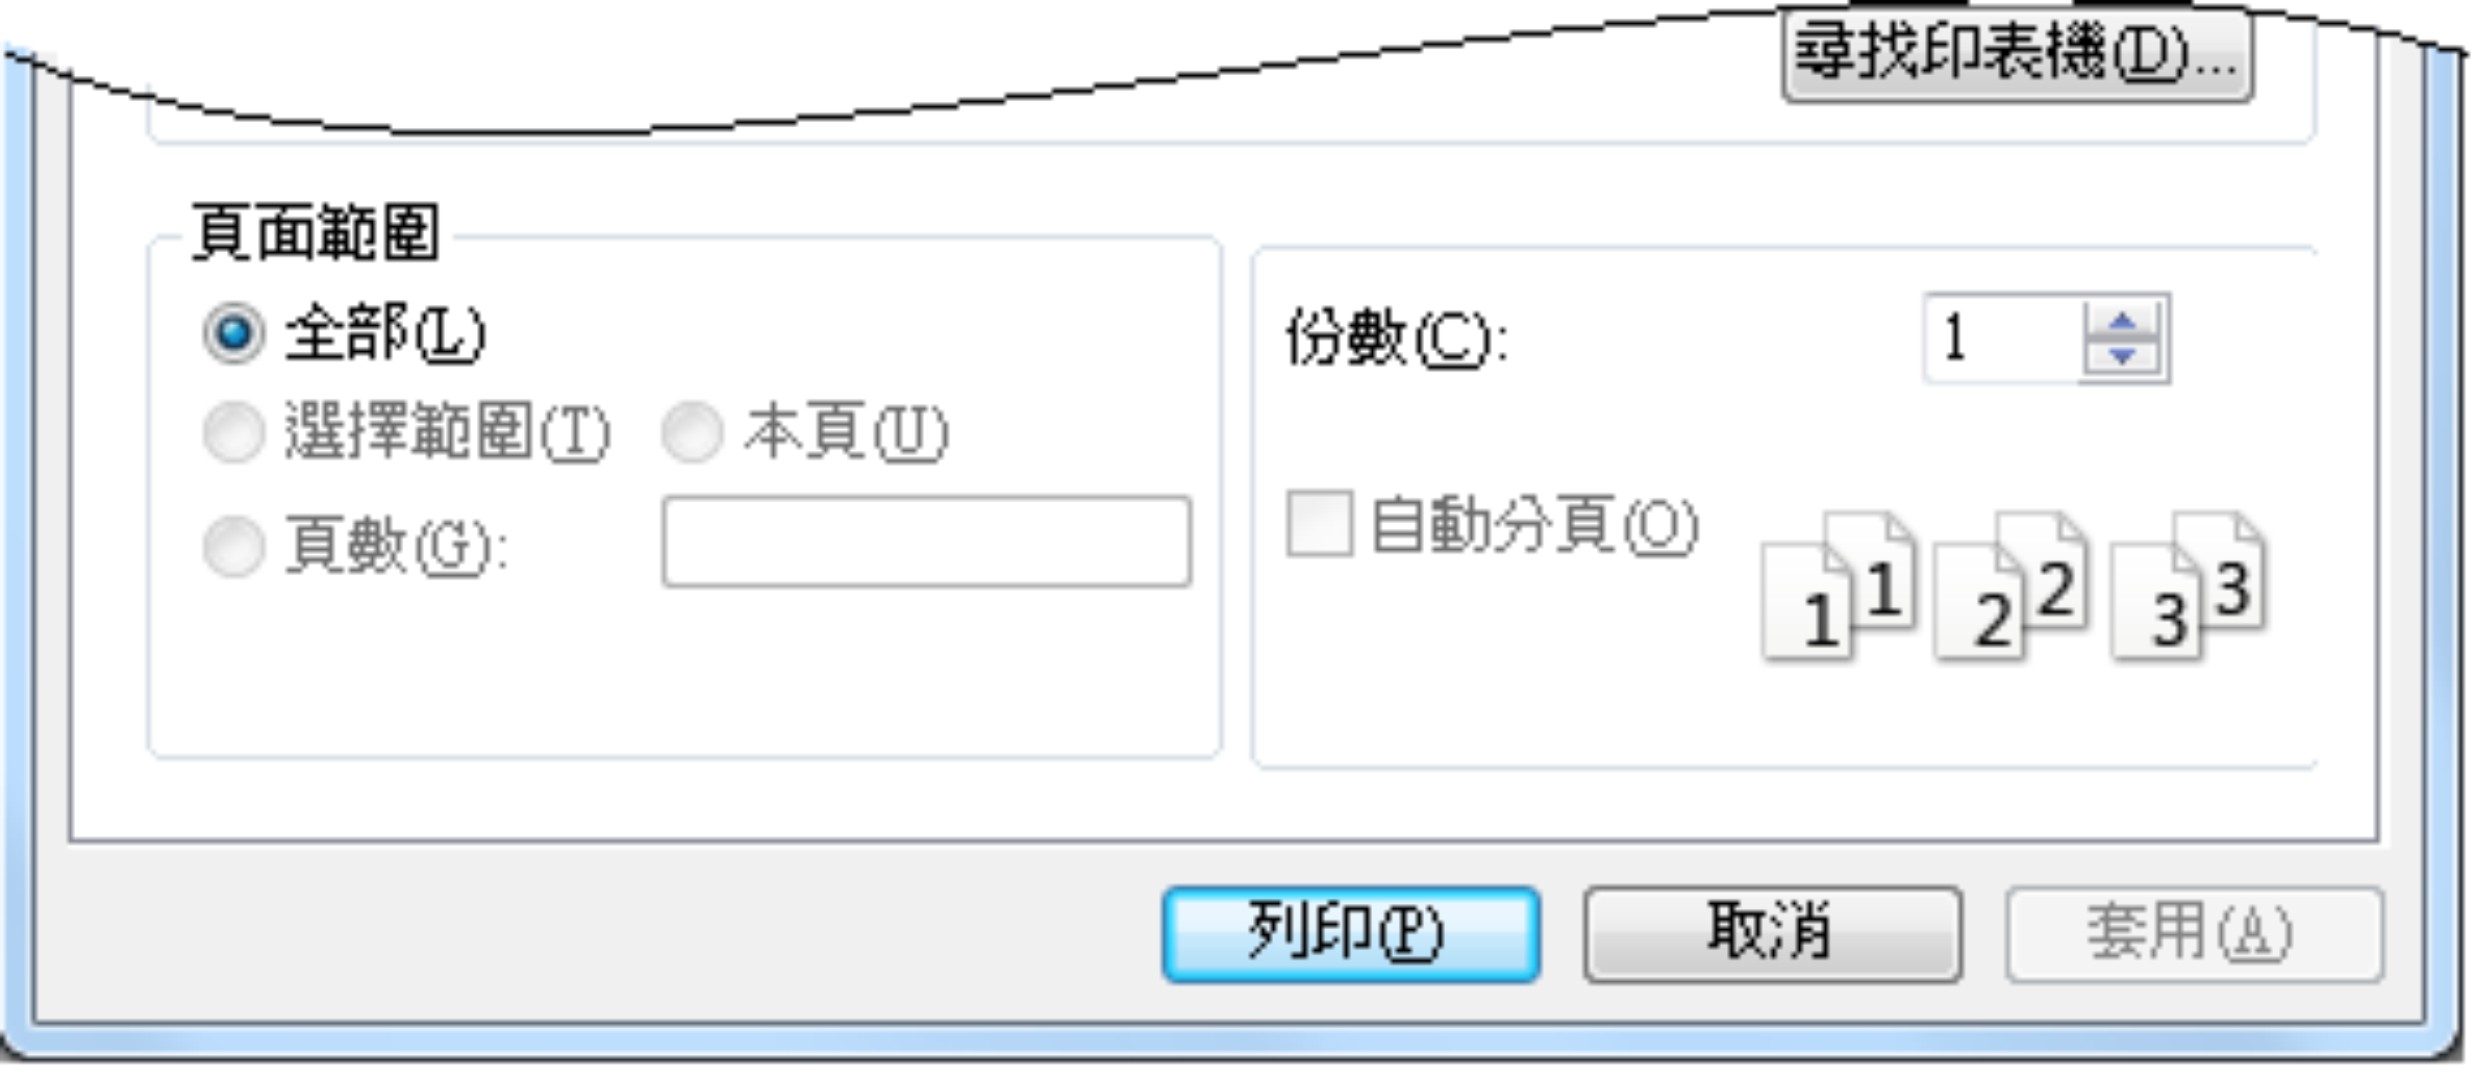 尋找印表機(D)...
頁面範圍
全部(L)
選擇範圍(T) 本頁(U)
頁數(G):
份數(C): 1
自動分頁(O)
1 1 2 2 3 3
列印(P) 取消 套用(A)